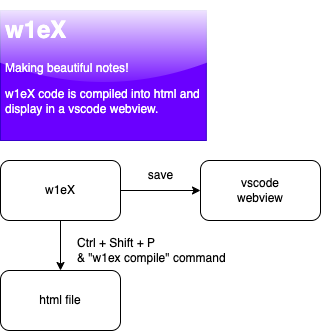 w1eX
Making beautiful notes!
w1eX code is compiled into html and
display in a vscode webview.
w1eX
save
vscode
webview
Ctrl + Shift + P
& "w1ex compile" command
html file